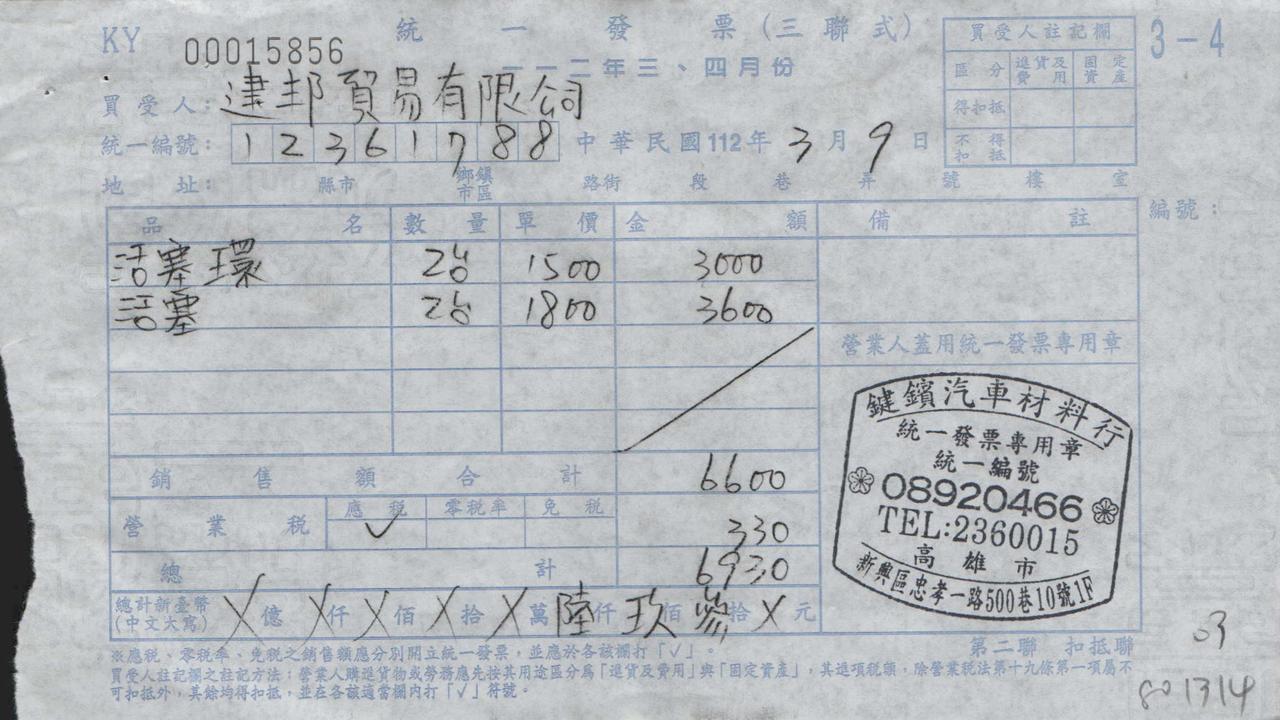 KY 00015856
統一發票(三聯式)
一一二年三、四月份
買受人註記欄
區分 進貨及費用 固定資產
得扣抵
不得扣抵
3-4
買受人: 建邦貿易有限公司
統一編號: 12361788 中華民國112年3月9日
地址: 縣市 鄉鎮市區 路街 段 巷 弄 號 樓 室
編號:
品名 數量 單價 金額 備註
活塞環 2台 1500 3000
活塞 2台 1800 3600
營業人蓋用統一發票專用章
鍵鑌汽車材料行
統一發票專用章
統一編號
08920466
TEL:2360015
高雄市
新興區忠孝一路500巷10號1F
銷售額合計 6600
營業稅 應稅 ✓ 零稅率 免稅 330
總計 6930
總計新臺幣(中文大寫) X億X仟X佰X拾X萬陸仟玖佰參拾X元
第二聯 扣抵聯
※應稅、零稅率、免稅之銷售額應分別開立統一發票,並應於各該欄打「√」。
買受人註記欄之註記方法:營業人購進貨物或勞務應先按其用途區分為「進貨及費用」與「固定資產」,其進項稅額,除營業稅法第十九條第一項屬不
可扣抵外,其餘均得扣抵,並在各該適當欄內打「√」符號。
03
801314